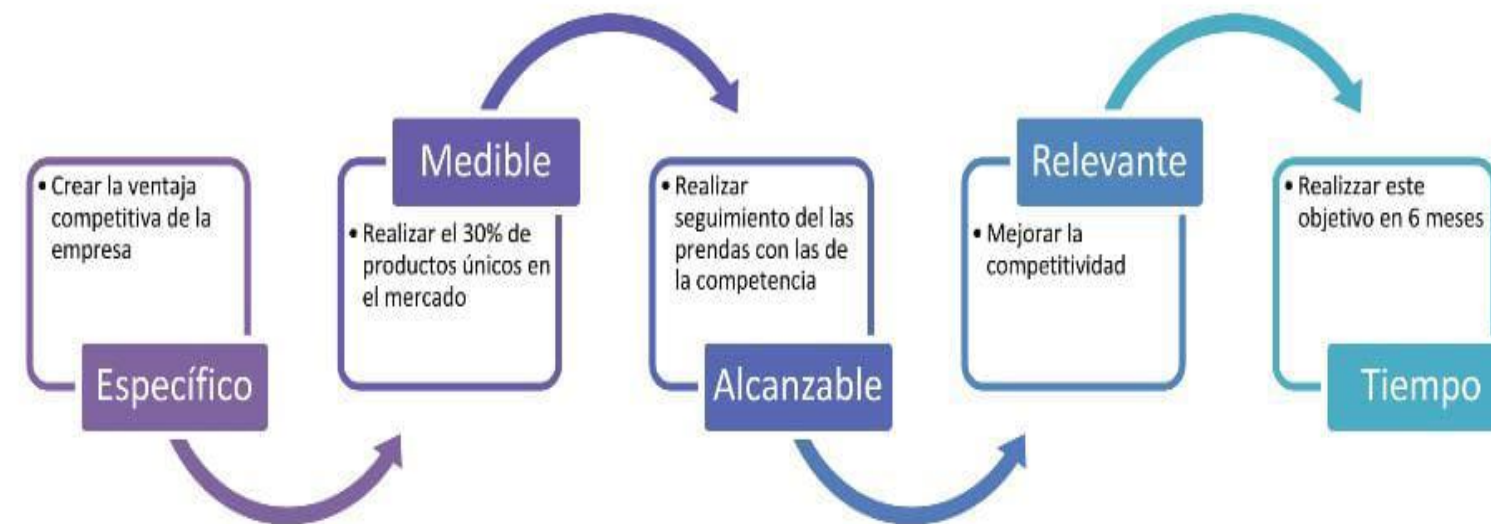 • Crear la ventaja
competitiva de la
empresa
Específico
Medible
• Realizar el 30% de
productos únicos en
el mercado
• Realizar
seguimiento del las
prendas con las de
la competencia
Alcanzable
Relevante
• Mejorar la
competitividad
• Realizzar este
objetivo en 6 meses
Tiempo